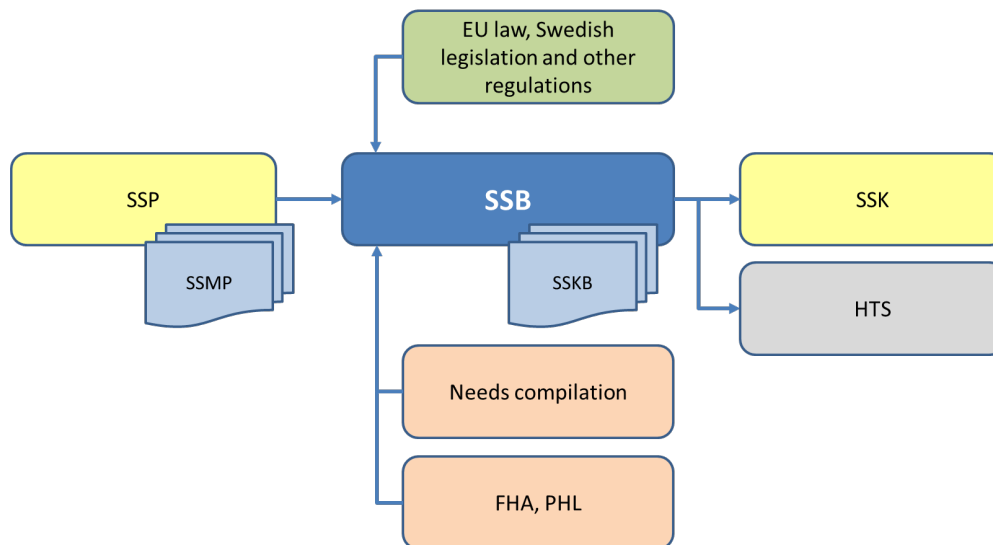 EU law, Swedish
legislation and other
regulations
SSP
SSB
SSK
SSMP
SSKB
HTS
Needs compilation
FHA, PHL